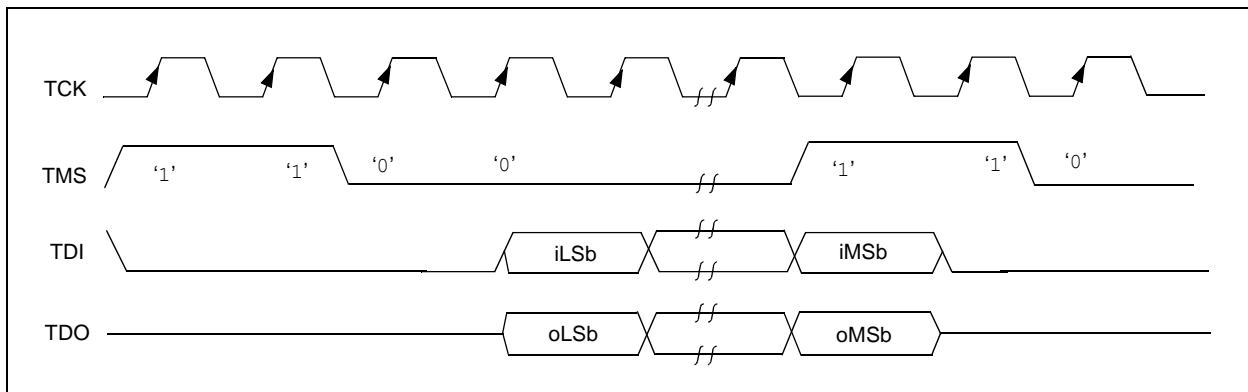 TCK
TMS ‘1’ ‘1’ ‘0’ ‘0’ ‘1’ ‘1’ ‘0’
TDI iLSb iMSb
TDO oLSb oMSb